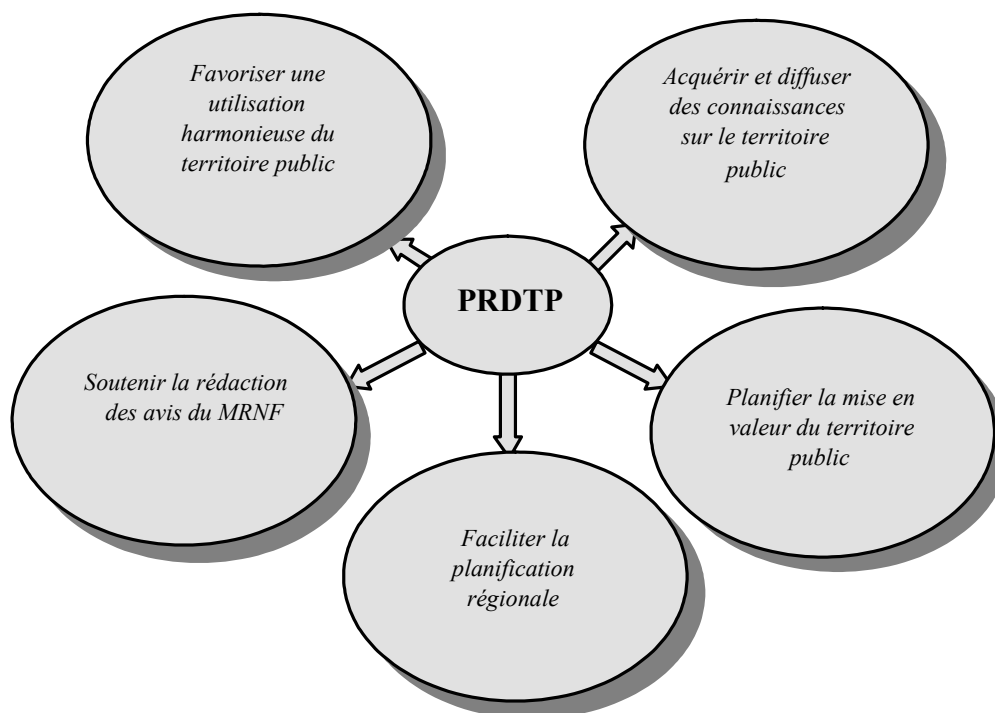 Favoriser une
utilisation
harmonieuse du
territoire public
Acquérir et diffuser
des connaissances
sur le territoire
public
PRDTP
Soutenir la rédaction
des avis du MRNF
Planifier la mise en
valeur du territoire
public
Faciliter la
planification
régionale